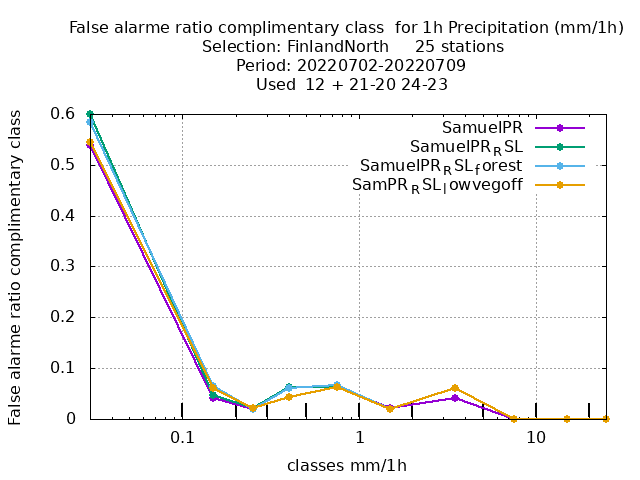 False alarme ratio complimentary class  for 1h Precipitation (mm/1h)
Selection: FinlandNorth     25 stations
Period: 20220702-20220709
Used  12 + 21-20 24-23
False alarme ratio complimentary class
0.6
0.5
0.4
0.3
0.2
0.1
0
SamuelPR
SamuelPR_RSL
SamuelPR_RSL_forest
SamPR_RSL_lowvegoff
0.1
1
10
classes mm/1h